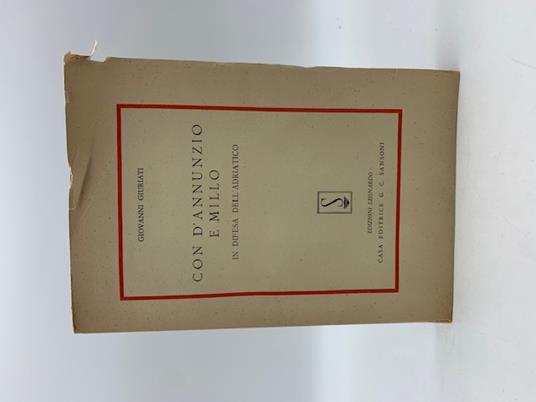 GIOVANNI GIURIATI
CON D'ANNUNZIO
E MILLO
IN DIFESA DELL'ADRIATICO
S
EDIZIONI LEONARDO
CASA EDITRICE G. C. SANSONI